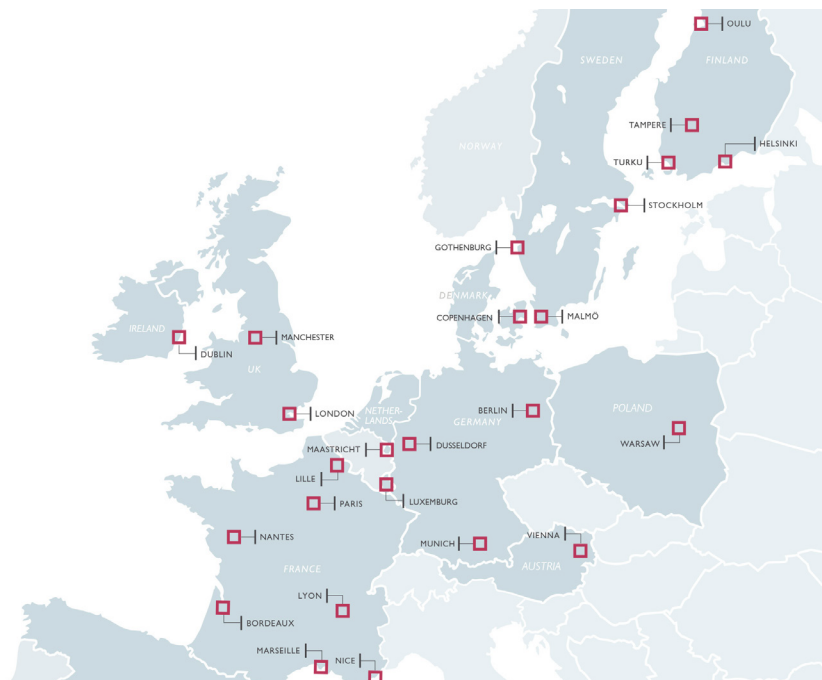 OULU
SWEDEN
FINLAND
TAMPERE
HELSINKI
NORWAY
TURKU
STOCKHOLM
GOTHENBURG
DENMARK
COPENHAGEN
MALMÖ
IRELAND
MANCHESTER
DUBLIN
UK
BERLIN
POLAND
NETHER-
LANDS
LONDON
GERMANY
WARSAW
DUSSELDORF
MAASTRICHT
LILLE
PARIS
LUXEMBURG
NANTES
VIENNA
MUNICH
FRANCE
AUSTRIA
LYON
BORDEAUX
MARSEILLE
NICE